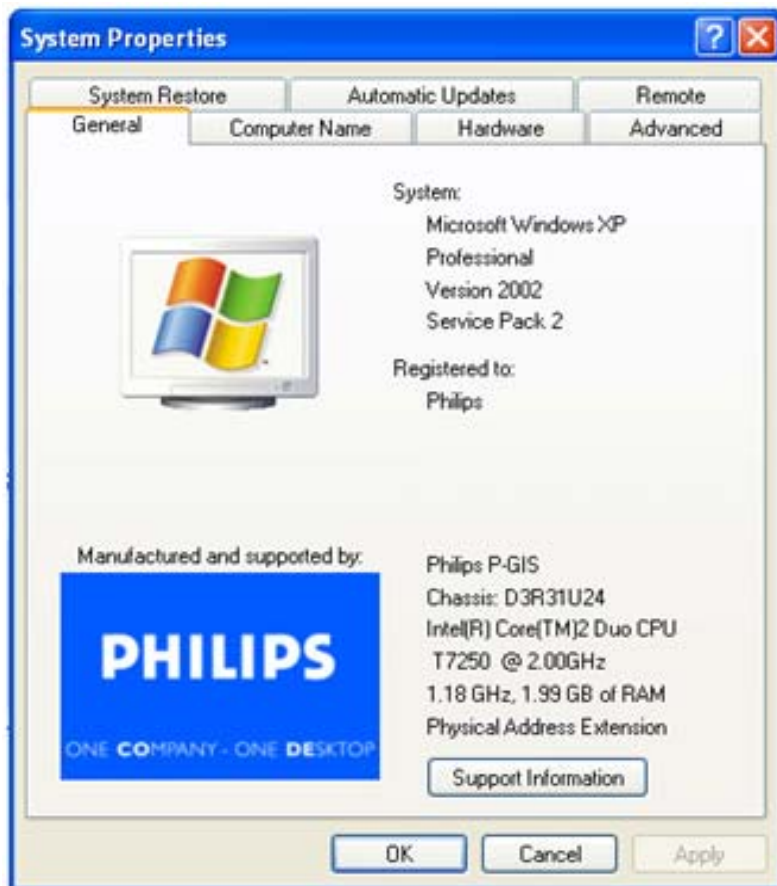 System Properties
System Restore Automatic Updates Remote
General Computer Name Hardware Advanced
System:
Microsoft Windows XP
Professional
Version 2002
Service Pack 2
Registered to:
Philips
Manufactured and supported by:
PHILIPS
ONE COMPANY - ONE DESKTOP
Philips P-GIS
Chassis: D3R31U24
Intel(R) Core(TM)2 Duo CPU
T7250 @ 2.00GHz
1.18 GHz, 1.99 GB of RAM
Physical Address Extension
Support Information
OK Cancel Apply